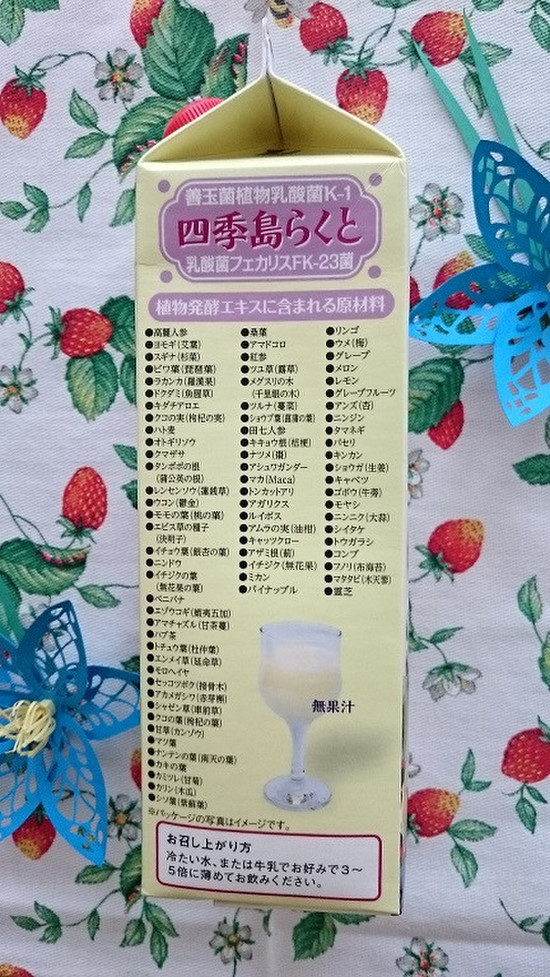 善玉菌植物乳酸菌K-1
四季島らくと
乳酸菌フェカリスFK-23菌
植物発酵エキスに含まれる原材料
●高麗人参
●ヨモギ(艾葉)
●スギナ(杉菜)
●ビワ葉(琵琶葉)
●ラカンカ(羅漢果)
●ドクダミ(魚腥草)
●キダチアロエ
●クコの実(枸杞の実)
●ハト麦
●オトギリソウ
●クマザサ
●タンポポの根
(蒲公英の根)
●レンセンソウ(連銭草)
●ウコン(鬱金)
●モモの葉(桃の葉)
●エビス草の種子
(決明子)
●イチョウ葉(銀杏の葉)
●ニンドウ
●イチジクの葉
(無花果の葉)
●ベニバナ
●エゾウコギ(蝦夷五加)
●アマチャズル(甘茶蔓)
●ハブ茶
●トチュウ葉(杜仲葉)
●エンメイ草(延命草)
●モロヘイヤ
●セッコツボク(接骨木)
●アカメガシワ(赤芽槲)
●シャゼン草(車前草)
●クコの葉(枸杞の葉)
●甘草(カンゾウ)
●マツ葉
●ナンテンの葉(南天の葉)
●カキの葉
●カミツレ(甘菊)
●カリン(木瓜)
●シソ葉(紫蘇葉)
●桑葉
●アマドコロ
●紅参
●ツユ草(露草)
●メグスリの木
(千里眼の木)
●ツルナ(蔓菜)
●ショウブ葉(菖蒲の葉)
●田七人参
●キキョウ根(桔梗)
●ナツメ(棗)
●アシュワガンダー
●マカ(Maca)
●トンカットアリ
●アガリクス
●ルイボス
●アムラの実(油柑)
●キャッツクロー
●アザミ根(薊)
●イチジク(無花果)
●ミカン
●パイナップル
●リンゴ
●ウメ(梅)
●グレープ
●メロン
●レモン
●グレープフルーツ
●アンズ(杏)
●ニンジン
●タマネギ
●パセリ
●キンカン
●ショウガ(生姜)
●キャベツ
●ゴボウ(牛蒡)
●モヤシ
●ニンニク(大蒜)
●シイタケ
●トウガラシ
●コンブ
●フノリ(布海苔)
●マタタビ(木天蓼)
●霊芝
無果汁
※パッケージの写真はイメージです。
お召し上がり方
冷たい水、または牛乳でお好みで3〜
5倍に薄めてお飲みください。